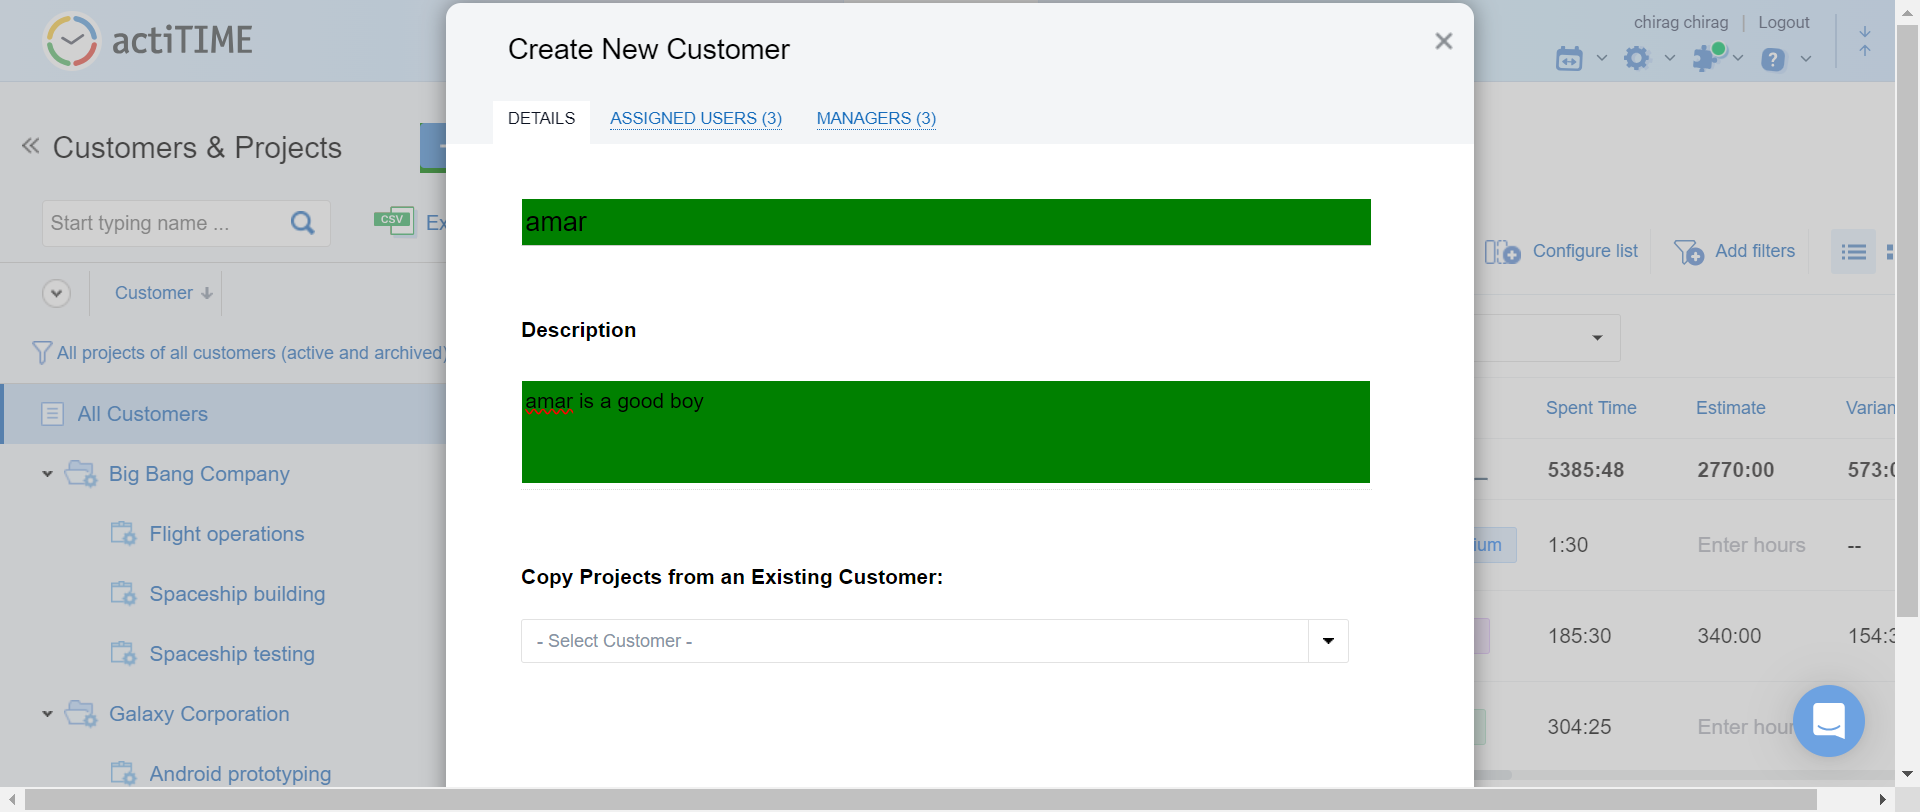 actiTIME
chirag chirag
Logout
Create New Customer
DETAILS
ASSIGNED USERS (3)
MANAGERS (3)
Customers & Projects
Start typing name ...
CSV
Ex
amar
Description
amar is a good boy
Copy Projects from an Existing Customer:
- Select Customer -
Customer
All projects of all customers (active and archived)
All Customers
Big Bang Company
Flight operations
Spaceship building
Spaceship testing
Galaxy Corporation
Android prototyping
Configure list
Add filters
Spent Time
Estimate
Varian
5385:48
2770:00
573:0
ium
1:30
Enter hours
--
185:30
340:00
154:3
304:25
Enter hour